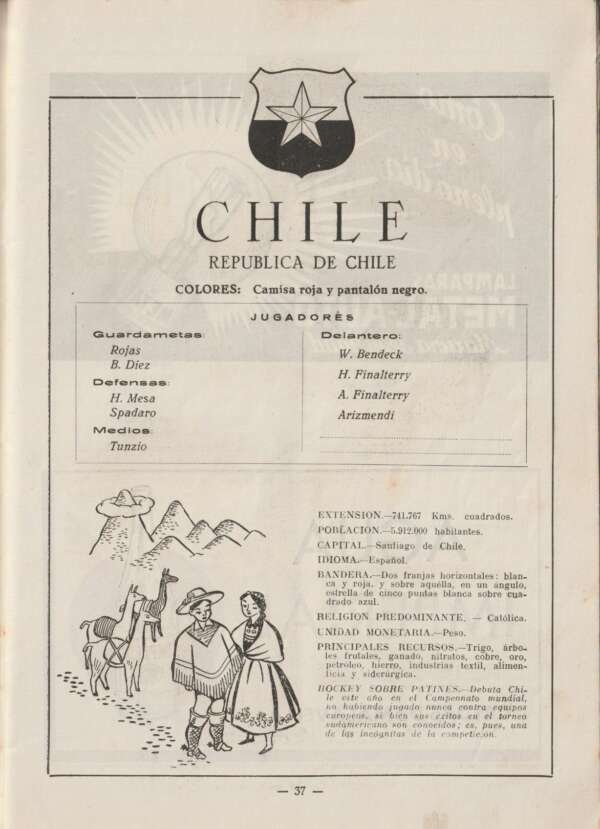 CHILE
REPUBLICA DE CHILE
COLORES: Camisa roja y pantalón negro.
JUGADORES
Guardametas:
Rojas
B. Díez
Defensas:
H. Mesa
Spadaro
Medios:
Tunzio
Delantero:
W. Bendeck
H. Finalterry
A. Finalterry
Arizmendi
EXTENSION.—741.767 Kms. cuadrados.
POBLACION.—5.912.000 habitantes.
CAPITAL.—Santiago de Chile.
IDIOMA.—Español.
BANDERA.—Dos franjas horizontales: blan-
ca y roja, y sobre aquélla, en un ángulo,
estrella de cinco puntas blanca sobre cua-
drado azul.
RELIGION PREDOMINANTE. — Católica.
UNIDAD MONETARIA.—Peso.
PRINCIPALES RECURSOS.—Trigo, árbo-
les frutales, ganado, nitratos, cobre, oro,
petróleo, hierro, industrias textil, alimen-
ticia y siderúrgica.
HOCKEY SOBRE PATINES.—Debuta Chi-
le este año en el Campeonato mundial,
no habiendo jugado nunca contra equipos
europeos, si bien sus éxitos en el torneo
sudamericano son conocidos; es, pues, una
de las incógnitas de la competición.
— 37 —